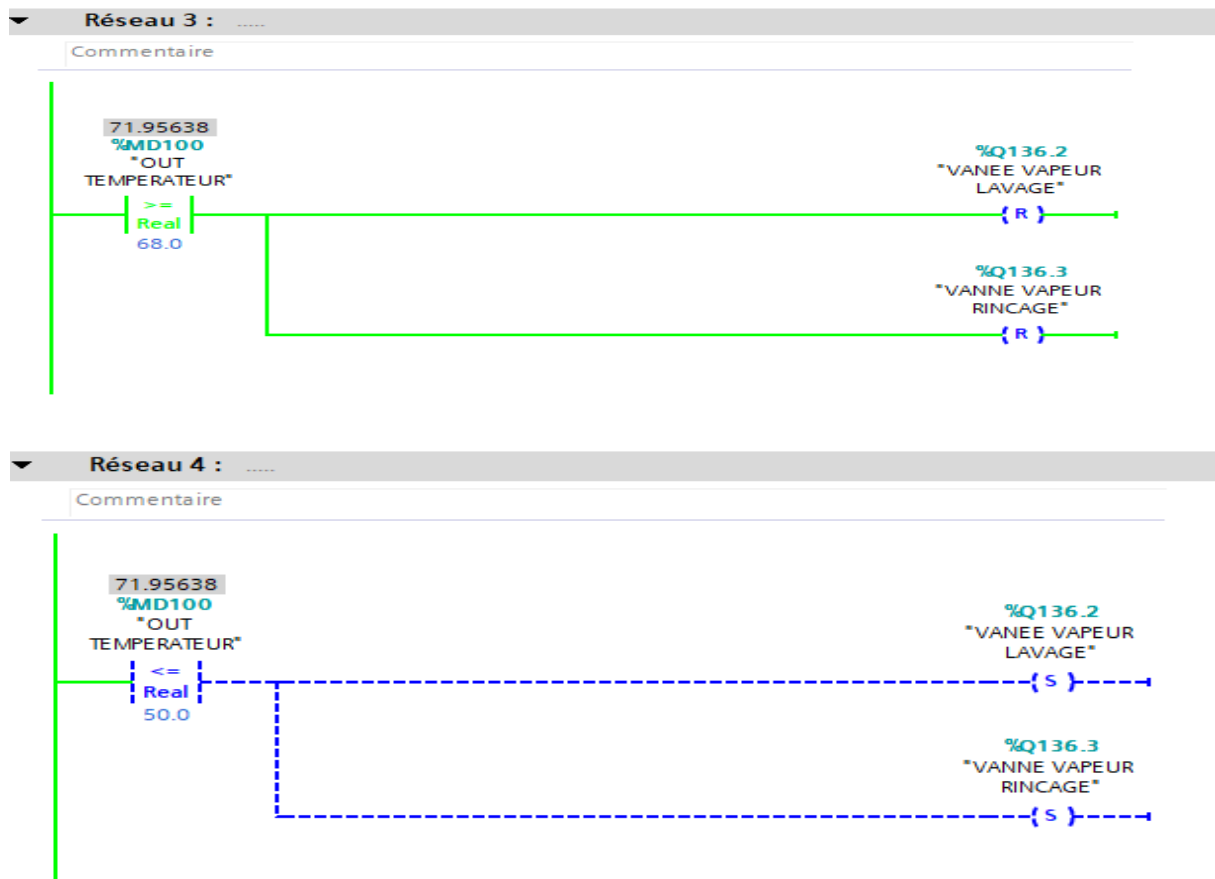 Réseau 3 : .....
Commentaire
71.95638
%MD100
"OUT
TEMPERATEUR"
>=
Real
68.0
%Q136.2
"VANEE VAPEUR
LAVAGE"
( R )
%Q136.3
"VANNE VAPEUR
RINCAGE"
( R )
Réseau 4 : .....
Commentaire
71.95638
%MD100
"OUT
TEMPERATEUR"
<=
Real
50.0
%Q136.2
"VANEE VAPEUR
LAVAGE"
( S )
%Q136.3
"VANNE VAPEUR
RINCAGE"
( S )